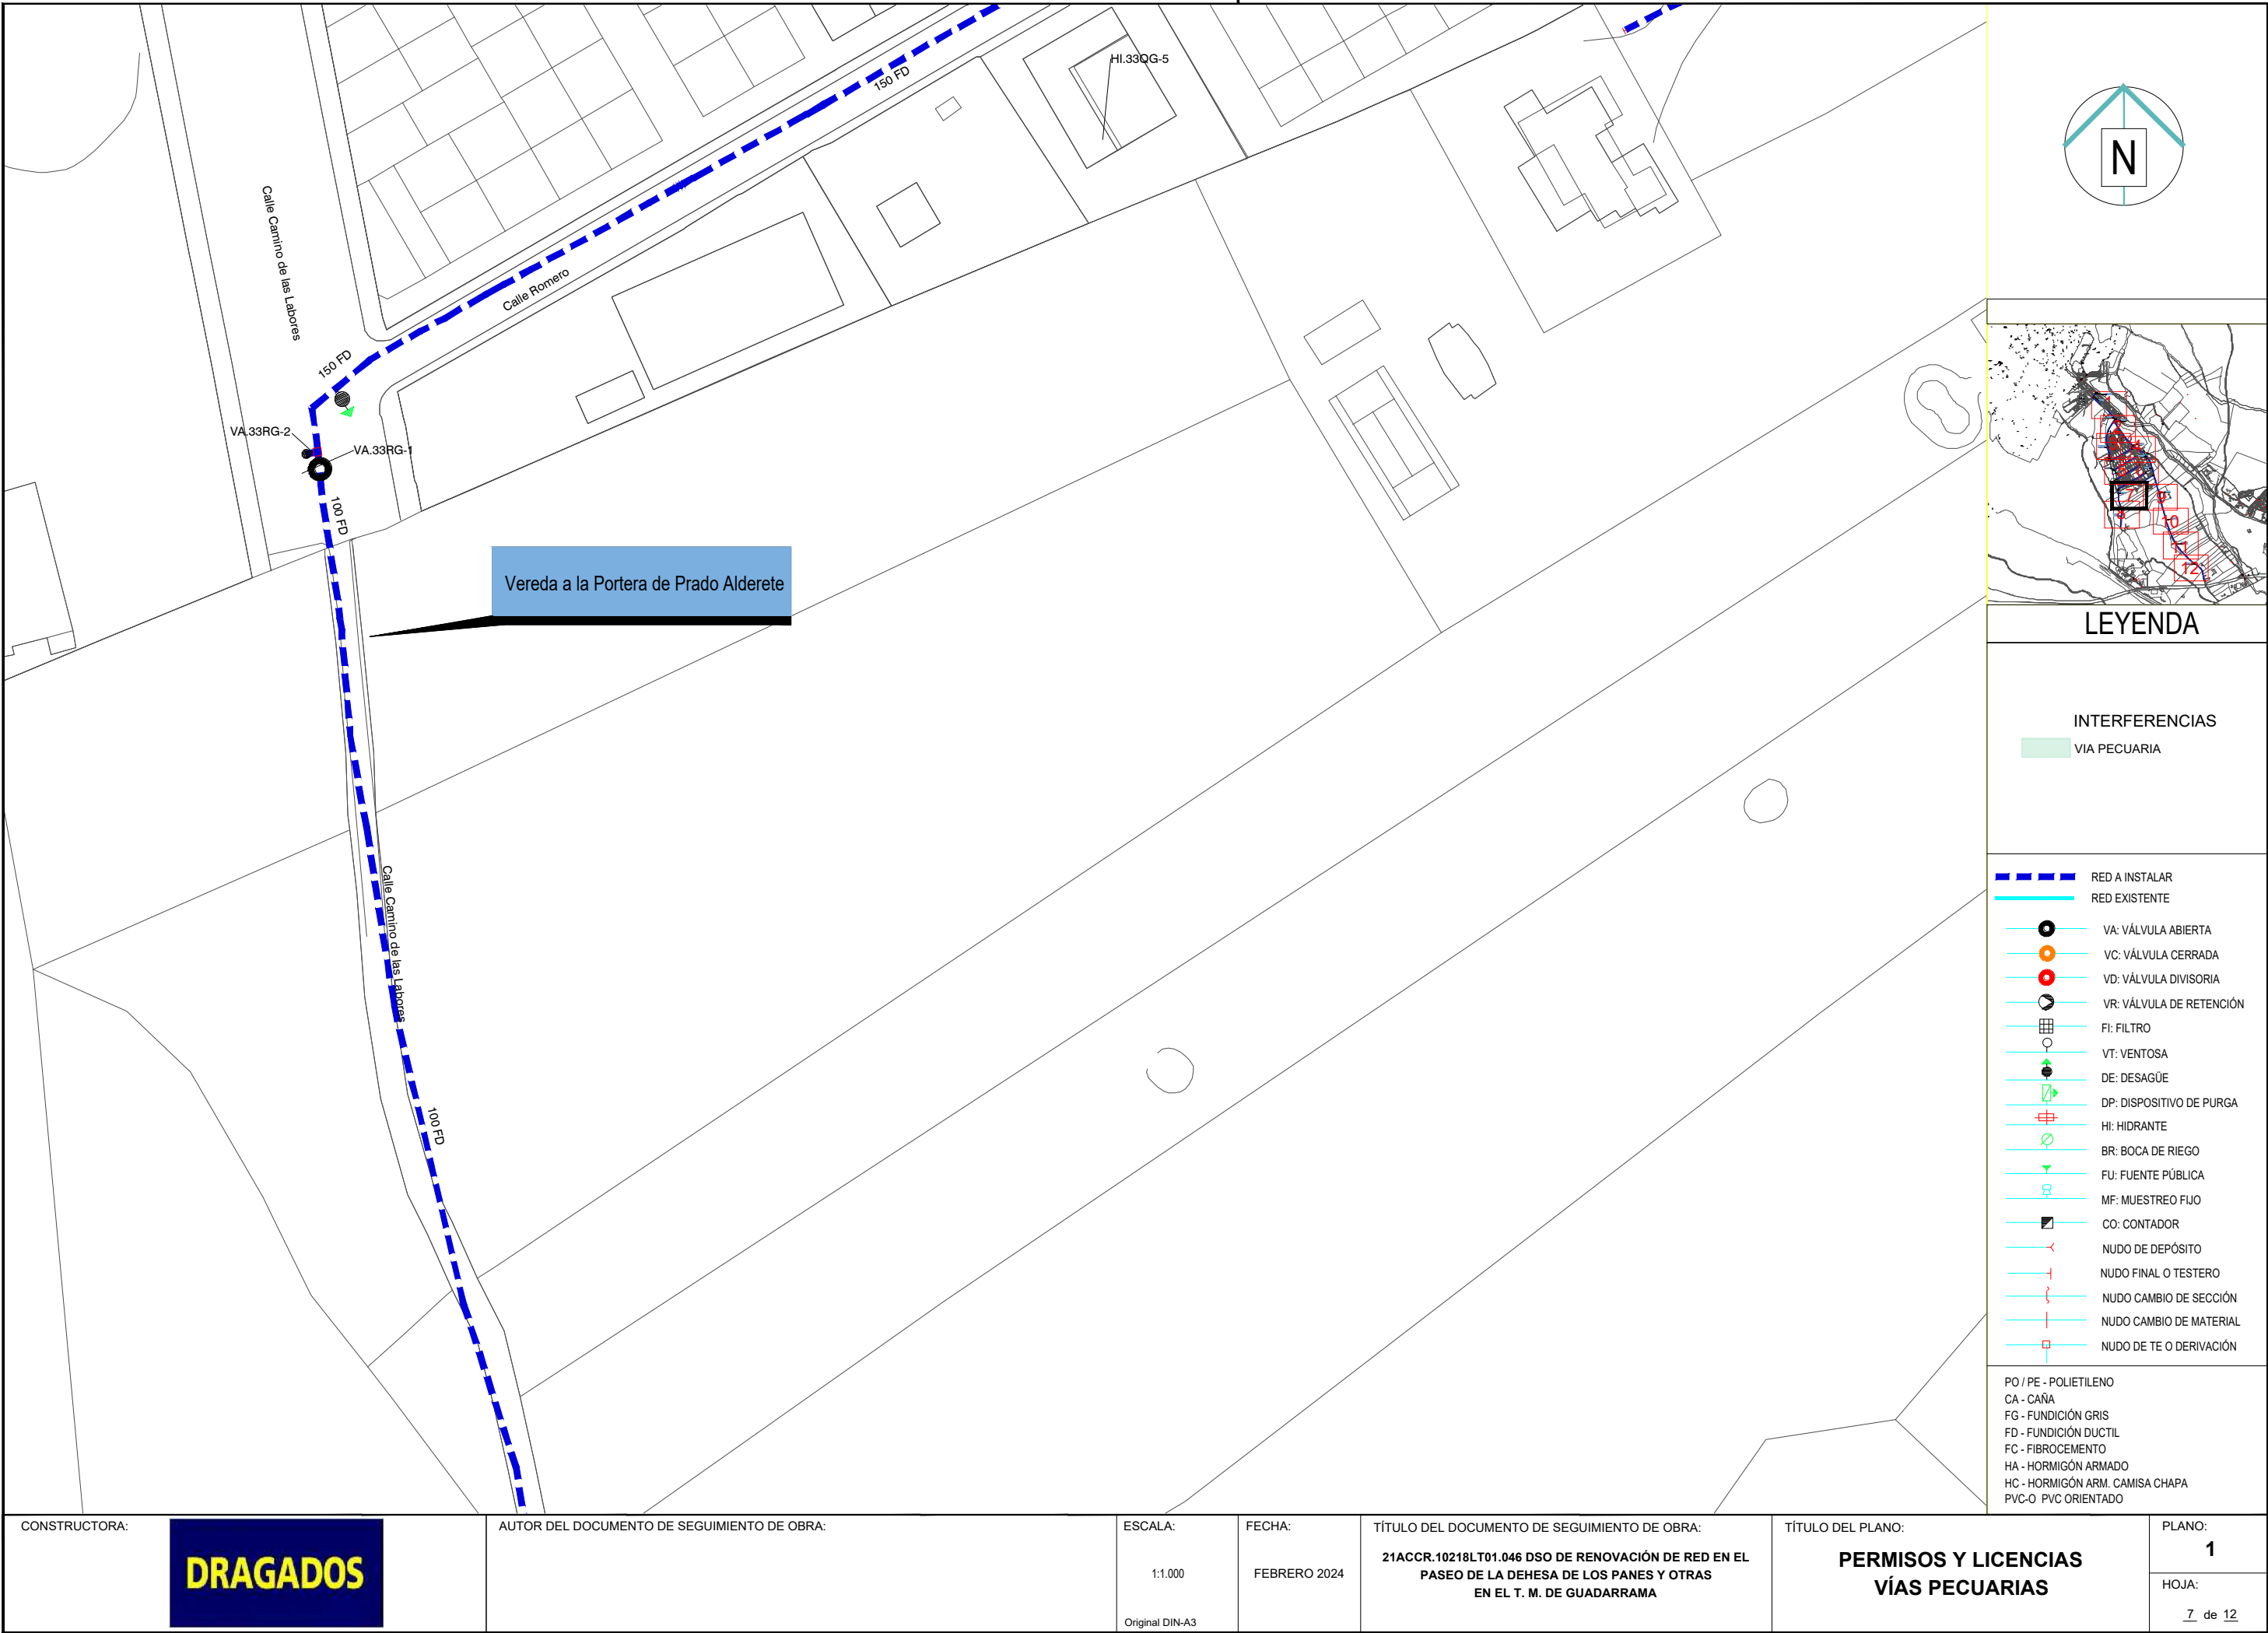 150 FD
HI.33QG-5
Calle Camino de las Labores
Calle Romero
150 FD
VA.33RG-2
VA.33RG-1
100 FD
Vereda a la Portera de Prado Alderete
Calle Camino de las Labores
100 FD
N
7
9
10
11
12
LEYENDA
INTERFERENCIAS
VIA PECUARIA
RED A INSTALAR
RED EXISTENTE
VA: VÁLVULA ABIERTA
VC: VÁLVULA CERRADA
VD: VÁLVULA DIVISORIA
VR: VÁLVULA DE RETENCIÓN
FI: FILTRO
VT: VENTOSA
DE: DESAGÜE
DP: DISPOSITIVO DE PURGA
HI: HIDRANTE
BR: BOCA DE RIEGO
FU: FUENTE PÚBLICA
MF: MUESTREO FIJO
CO: CONTADOR
NUDO DE DEPÓSITO
NUDO FINAL O TESTERO
NUDO CAMBIO DE SECCIÓN
NUDO CAMBIO DE MATERIAL
NUDO DE TE O DERIVACIÓN
PO / PE - POLIETILENO
CA - CAÑA
FG - FUNDICIÓN GRIS
FD - FUNDICIÓN DUCTIL
FC - FIBROCEMENTO
HA - HORMIGÓN ARMADO
HC - HORMIGÓN ARM. CAMISA CHAPA
PVC-O PVC ORIENTADO
CONSTRUCTORA:
DRAGADOS
AUTOR DEL DOCUMENTO DE SEGUIMIENTO DE OBRA:
ESCALA:
1:1.000
Original DIN-A3
FECHA:
FEBRERO 2024
TÍTULO DEL DOCUMENTO DE SEGUIMIENTO DE OBRA:
21ACCR.10218LT01.046 DSO DE RENOVACIÓN DE RED EN EL
PASEO DE LA DEHESA DE LOS PANES Y OTRAS
EN EL T. M. DE GUADARRAMA
TÍTULO DEL PLANO:
PERMISOS Y LICENCIAS
VÍAS PECUARIAS
PLANO:
1
HOJA:
7 de 12